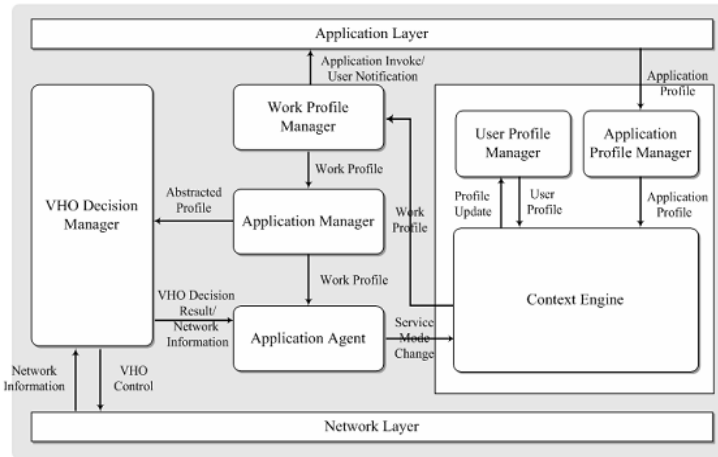 Application Layer
Application Invoke/
User Notification
Application
Profile
Work Profile
Manager
User Profile
Manager
Application
Profile Manager
VHO Decision
Manager
Work Profile
Abstracted
Profile
Application Manager
Work
Profile
Profile
Update
User
Profile
Application
Profile
Work Profile
VHO Decision
Result/
Network
Information
Application Agent
Service
Mode
Change
Context Engine
Network
Information
VHO
Control
Network Layer